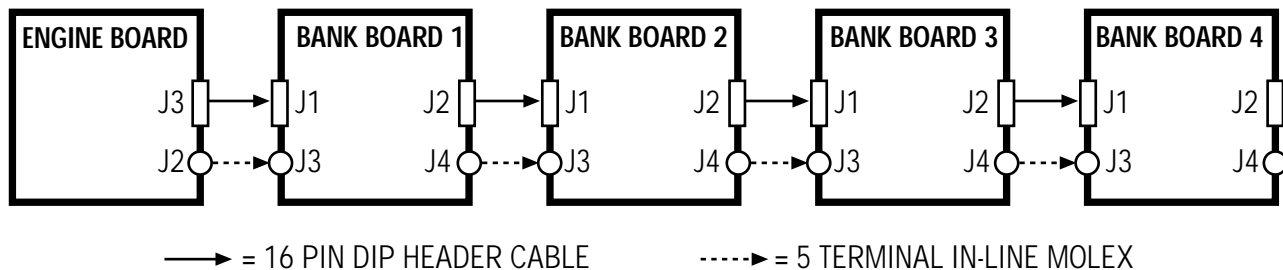 ENGINE BOARD BANK BOARD 1 BANK BOARD 2 BANK BOARD 3 BANK BOARD 4
J3 J1 J2 J1 J2 J1 J2 J1 J2
J2 J3 J4 J3 J4 J3 J4 J3 J4
= 16 PIN DIP HEADER CABLE = 5 TERMINAL IN-LINE MOLEX